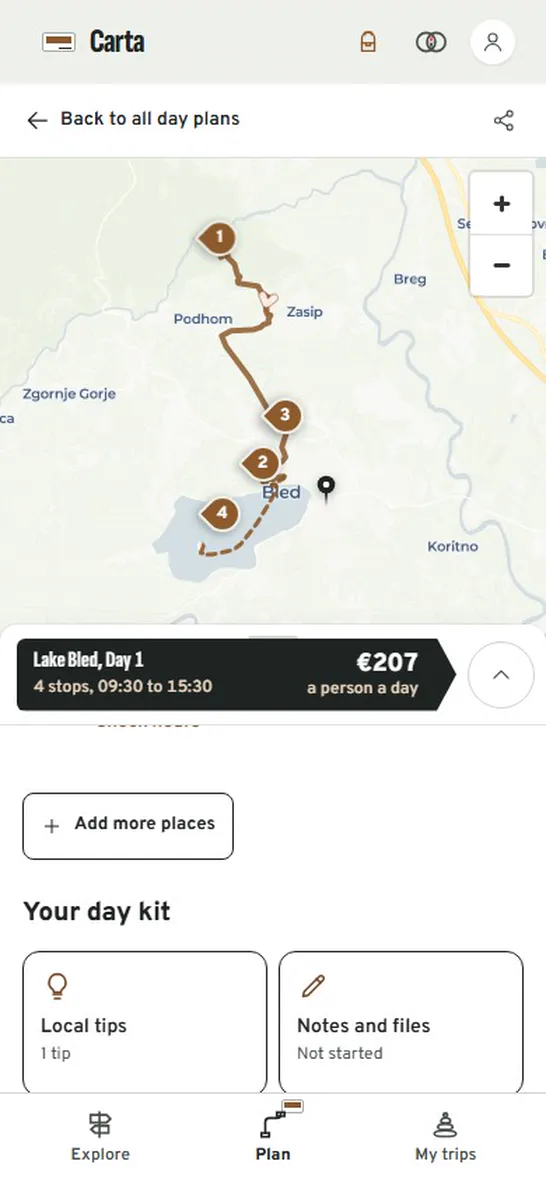 Carta
Back to all day plans
1
Breg
Podhom
Zasip
Zgornje Gorje
ca
3
2
Bled
4
Koritno
Lake Bled, Day 1
€207
4 stops, 09:30 to 15:30
a person a day
Add more places
Your day kit
Local tips
1 tip
Notes and files
Not started
Explore
Plan
My trips